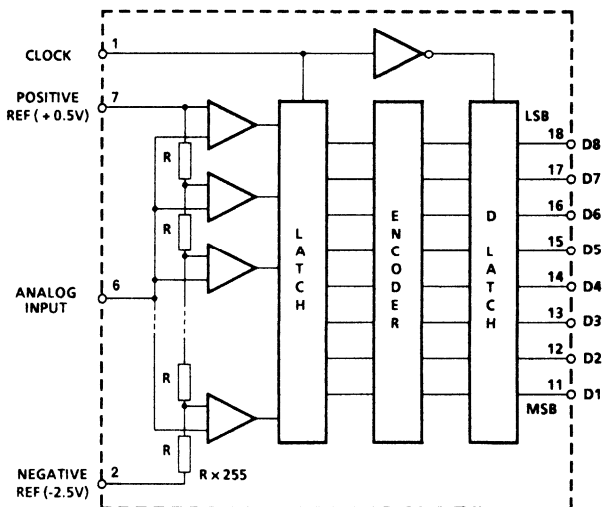 1
CLOCK
POSITIVE 7
REF ( + 0.5V)
LSB
18 D8
R
17 D7
16 D6
R
15 D5
L
A
T
C
H
E
N
C
O
D
E
R
D
L
A
T
C
H
6
ANALOG
INPUT
14 D4
13 D3
12 D2
R
11 D1
MSB
R
NEGATIVE 2
REF (-2.5V)
R × 255